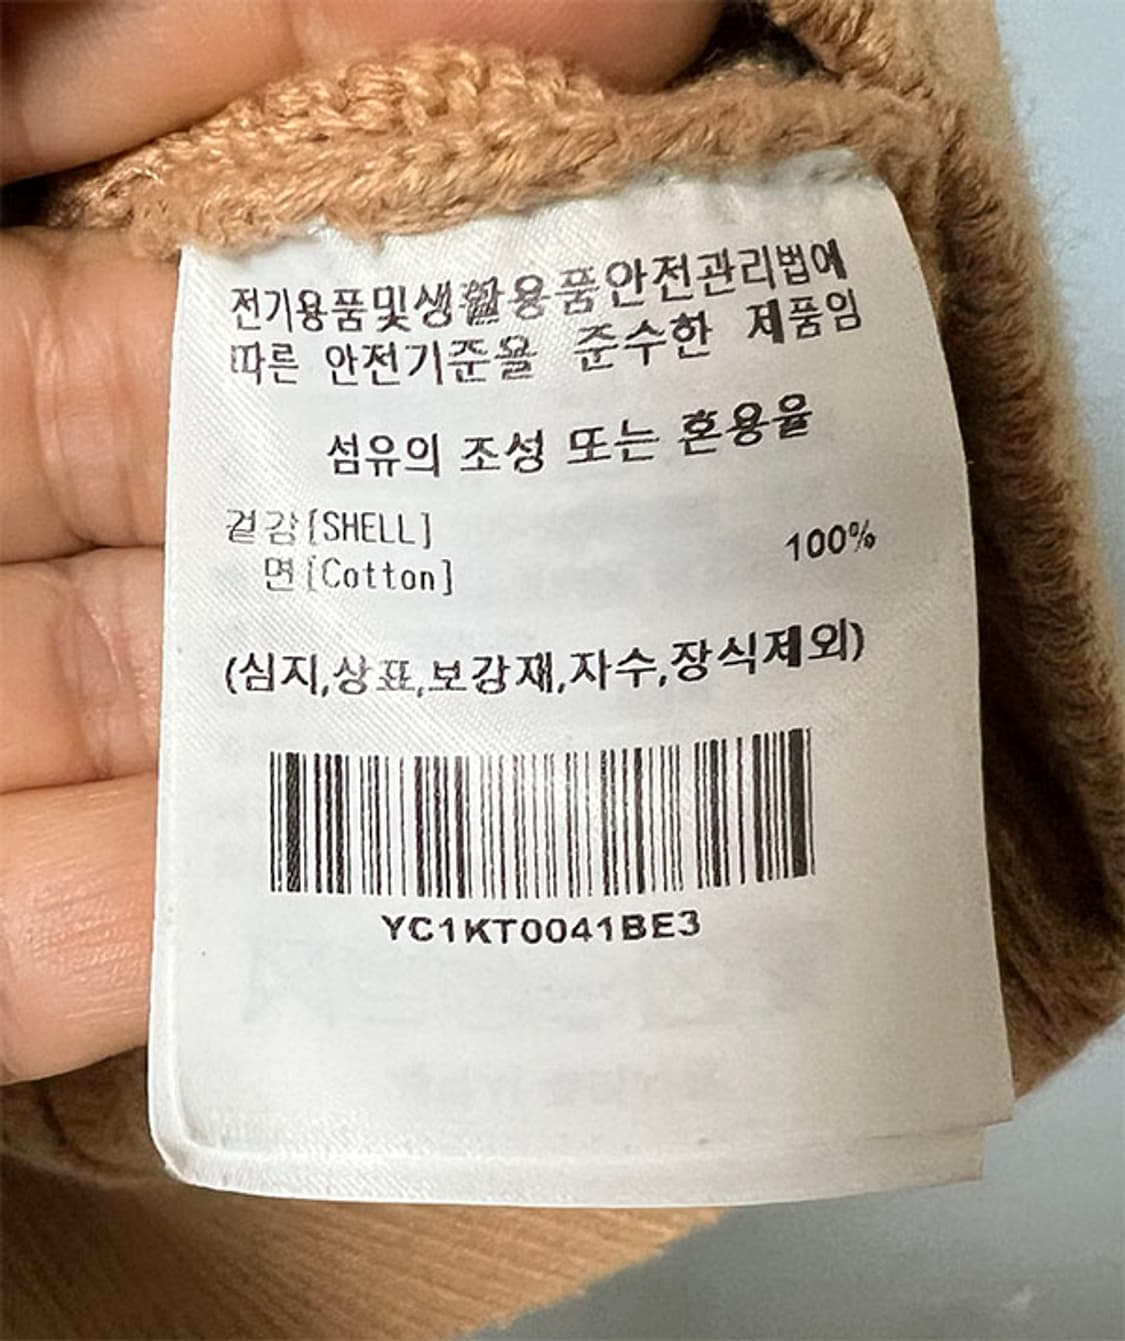 전기용품및생활용품안전관리법에
따른 안전기준을 준수한 제품임
섬유의 조성 또는 혼용율
겉감[SHELL]
면[Cotton] 100%
(심지,상표,보강재,자수,장식제외)
YC1KT0041BE3